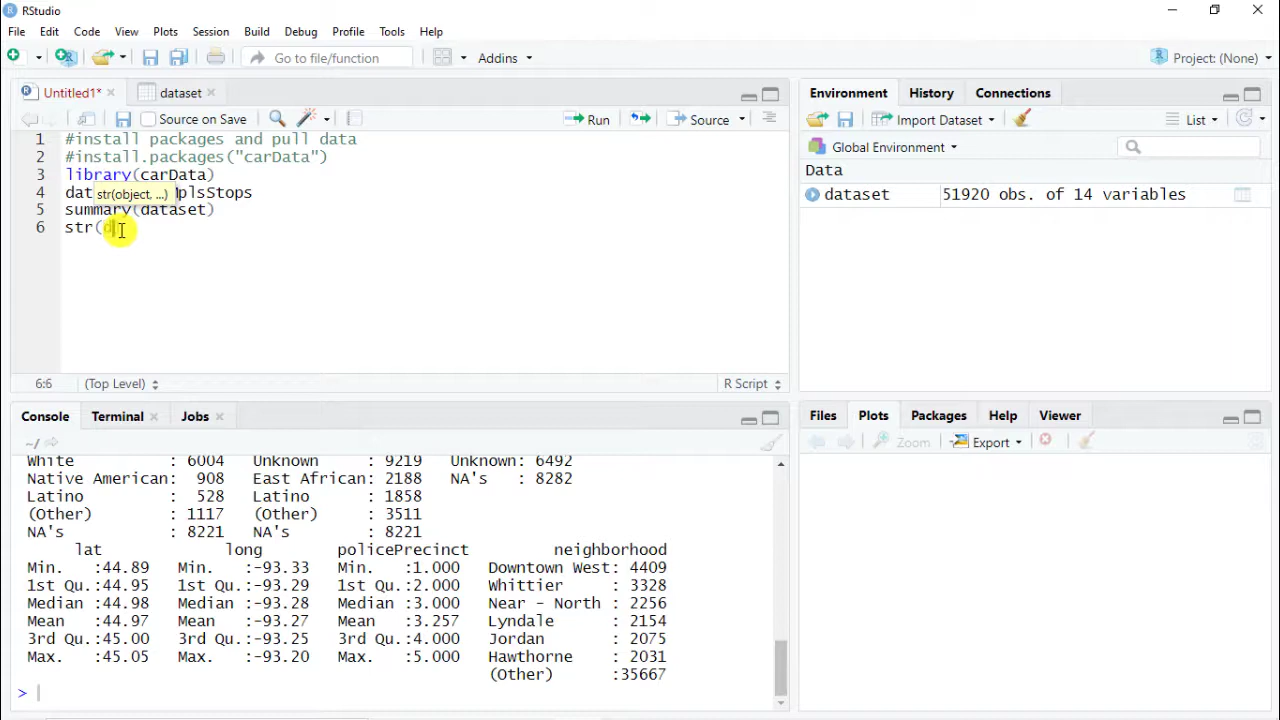 RStudio
File Edit Code View Plots Session Build Debug Profile Tools Help
Go to file/function Addins Project: (None)
Untitled1* dataset
Source on Save Run Source
1 #install packages and pull data
2 #install.packages("carData")
3 library(carData)
4 dat plsStops
str(object, ...)
5 summary(dataset)
6 str(d
6:6 (Top Level) R Script
Environment History Connections
Import Dataset List
Global Environment
Data
dataset 51920 obs. of 14 variables
Console Terminal Jobs
~/
White : 6004 Unknown : 9219 Unknown: 6492
Native American: 908 East African: 2188 NA's : 8282
Latino : 528 Latino : 1858
(Other) : 1117 (Other) : 3511
NA's : 8221 NA's : 8221
lat long policePrecinct neighborhood
Min. :44.89 Min. :-93.33 Min. :1.000 Downtown West: 4409
1st Qu.:44.95 1st Qu.:-93.29 1st Qu.:2.000 Whittier : 3328
Median :44.98 Median :-93.28 Median :3.000 Near - North : 2256
Mean :44.97 Mean :-93.27 Mean :3.257 Lyndale : 2154
3rd Qu.:45.00 3rd Qu.:-93.25 3rd Qu.:4.000 Jordan : 2075
Max. :45.05 Max. :-93.20 Max. :5.000 Hawthorne : 2031
(Other) :35667
>
Files Plots Packages Help Viewer
Zoom Export